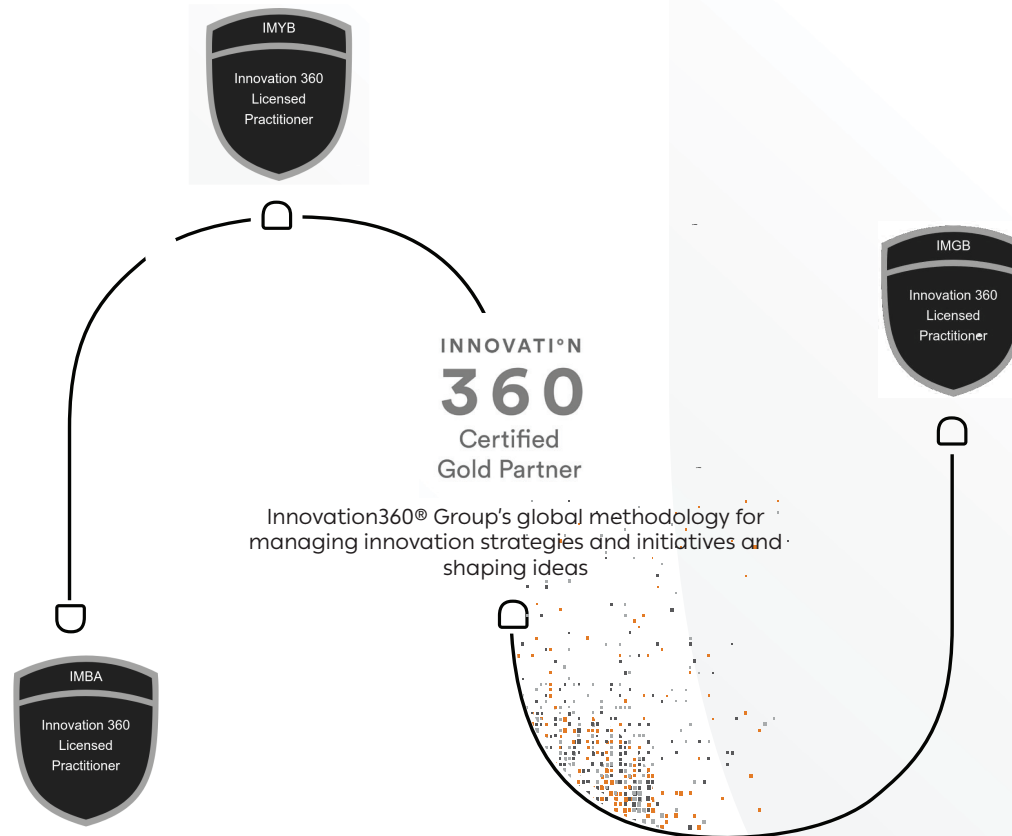 IMYB
Innovation 360
Licensed
Practitioner
IMGB
Innovation 360
Licensed
Practitioner
INNOVATI°N
360
Certified
Gold Partner
Innovation360® Group's global methodology for
managing innovation strategies and initiatives and
shaping ideas
IMBA
Innovation 360
Licensed
Practitioner